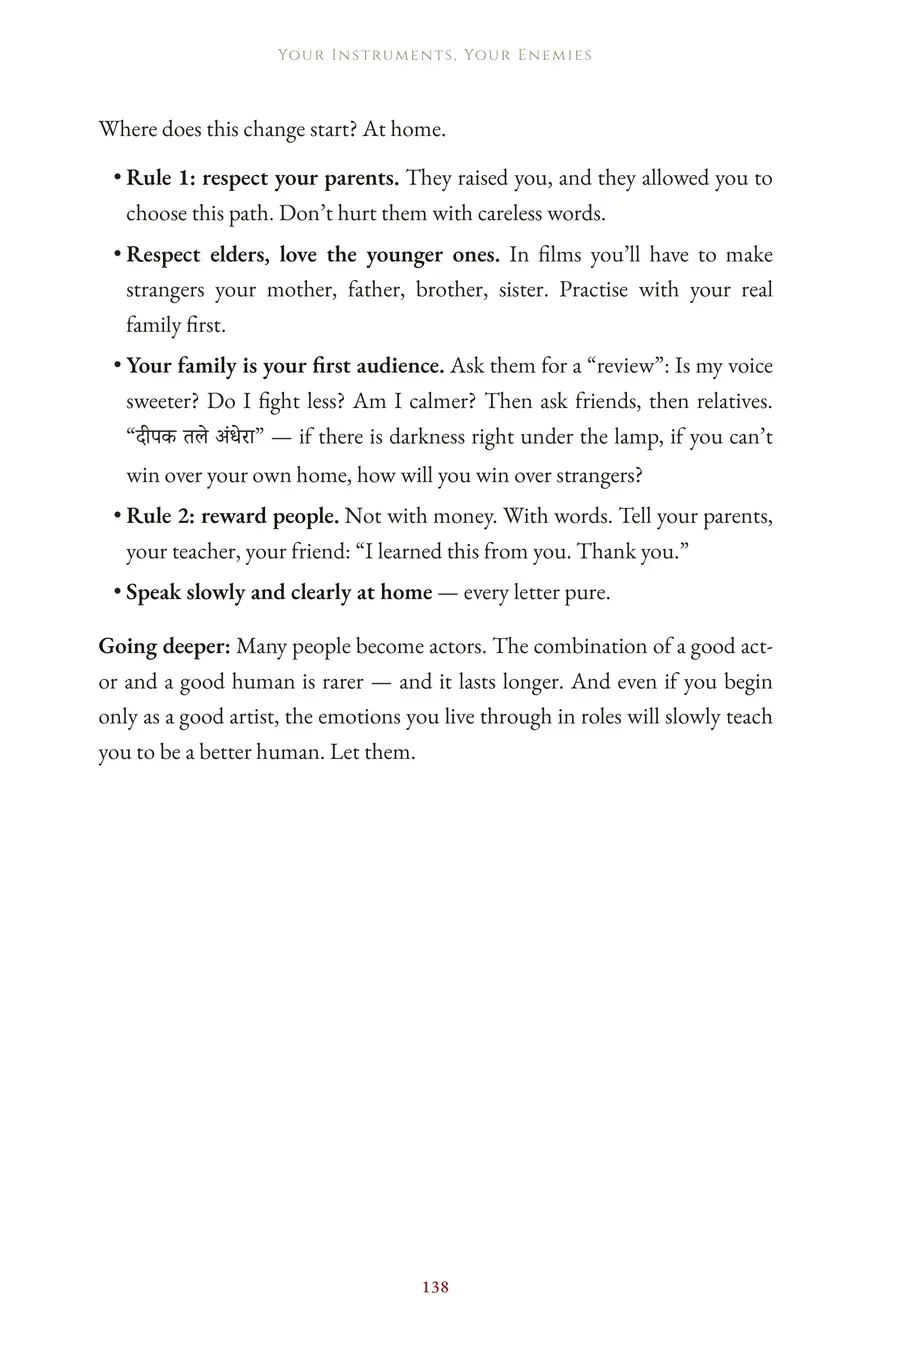 Your Instruments, Your Enemies
Where does this change start? At home.
• Rule 1: respect your parents. They raised you, and they allowed you to
choose this path. Don’t hurt them with careless words.
• Respect elders, love the younger ones. In films you’ll have to make
strangers your mother, father, brother, sister. Practise with your real
family first.
• Your family is your first audience. Ask them for a “review”: Is my voice
sweeter? Do I fight less? Am I calmer? Then ask friends, then relatives.
“दीपक तले अंधेरा” — if there is darkness right under the lamp, if you can’t
win over your own home, how will you win over strangers?
• Rule 2: reward people. Not with money. With words. Tell your parents,
your teacher, your friend: “I learned this from you. Thank you.”
• Speak slowly and clearly at home — every letter pure.
Going deeper: Many people become actors. The combination of a good act-
or and a good human is rarer — and it lasts longer. And even if you begin
only as a good artist, the emotions you live through in roles will slowly teach
you to be a better human. Let them.
138